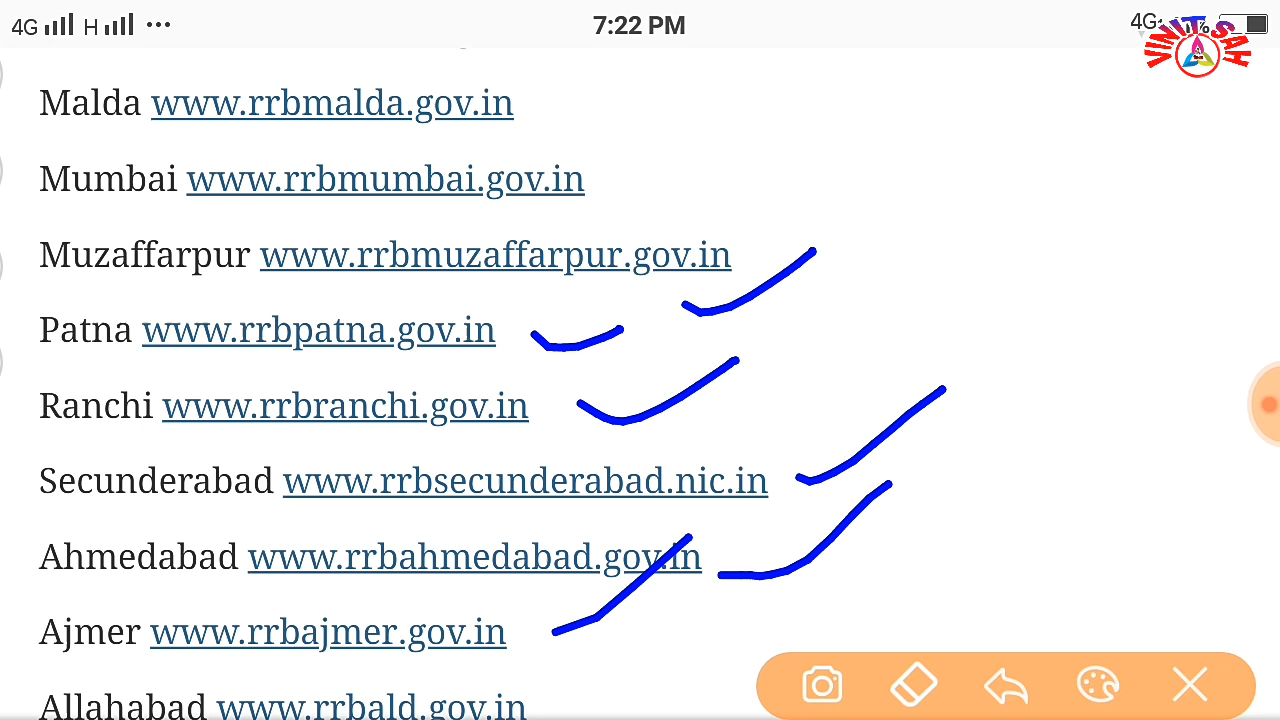 4G H ... 7:22 PM 4G
VINIT SAH
Malda www.rrbmalda.gov.in
Mumbai www.rrbmumbai.gov.in
Muzaffarpur www.rrbmuzaffarpur.gov.in
Patna www.rrbpatna.gov.in
Ranchi www.rrbranchi.gov.in
Secunderabad www.rrbsecunderabad.nic.in
Ahmedabad www.rrbahmedabad.gov.in
Ajmer www.rrbajmer.gov.in
Allahabad www.rrbald.gov.in